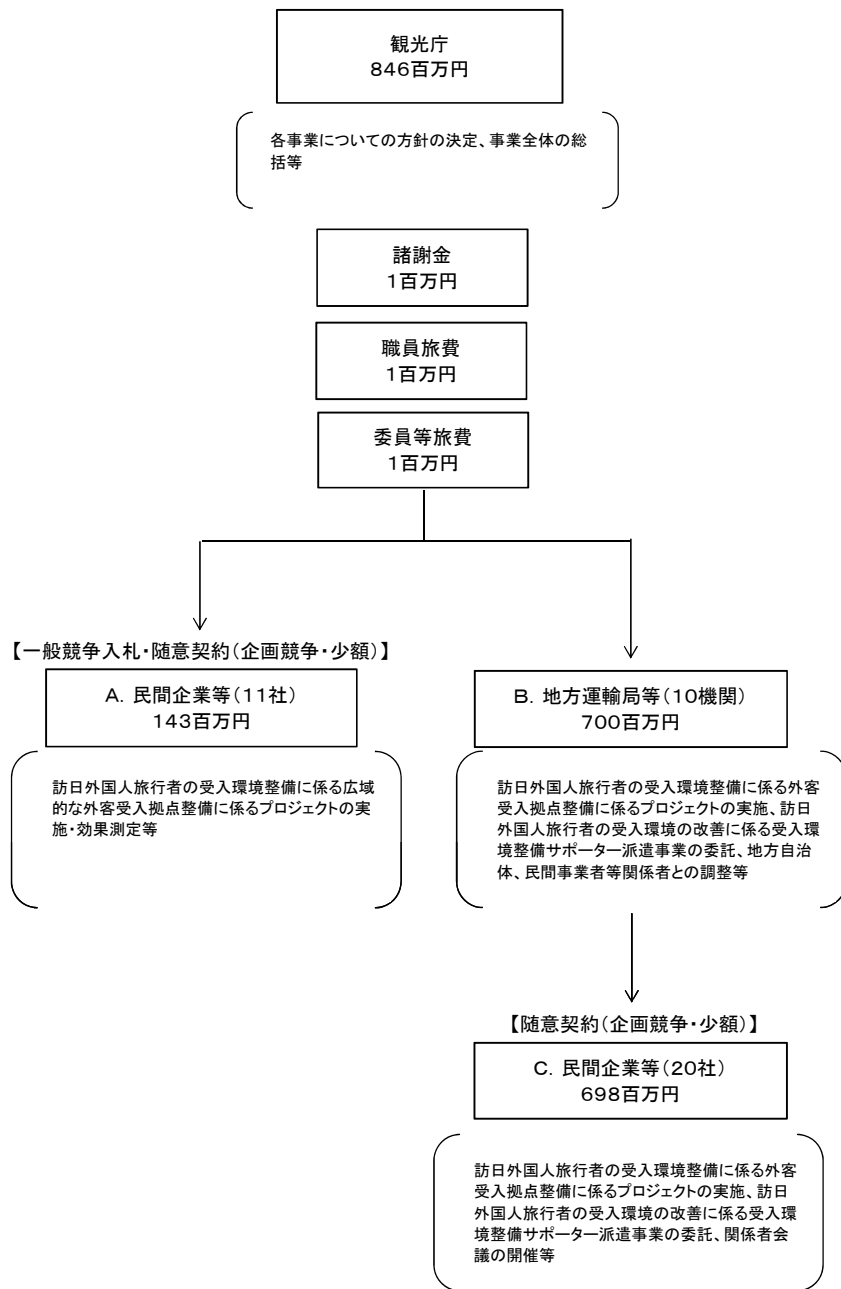 観光庁
846百万円
各事業についての方針の決定、事業全体の総
括等
諸謝金
1百万円
職員旅費
1百万円
委員等旅費
1百万円
【一般競争入札・随意契約(企画競争・少額)】
A. 民間企業等(11社)
143百万円
訪日外国人旅行者の受入環境整備に係る広域
的な外客受入拠点整備に係るプロジェクトの実
施・効果測定等
B. 地方運輸局等(10機関)
700百万円
訪日外国人旅行者の受入環境整備に係る外客
受入拠点整備に係るプロジェクトの実施、訪日
外国人旅行者の受入環境の改善に係る受入環
境整備サポーター派遣事業の委託、地方自治
体、民間事業者等関係者との調整等
【随意契約(企画競争・少額)】
C. 民間企業等(20社)
698百万円
訪日外国人旅行者の受入環境整備に係る外客
受入拠点整備に係るプロジェクトの実施、訪日
外国人旅行者の受入環境の改善に係る受入環
境整備サポーター派遣事業の委託、関係者会
議の開催等